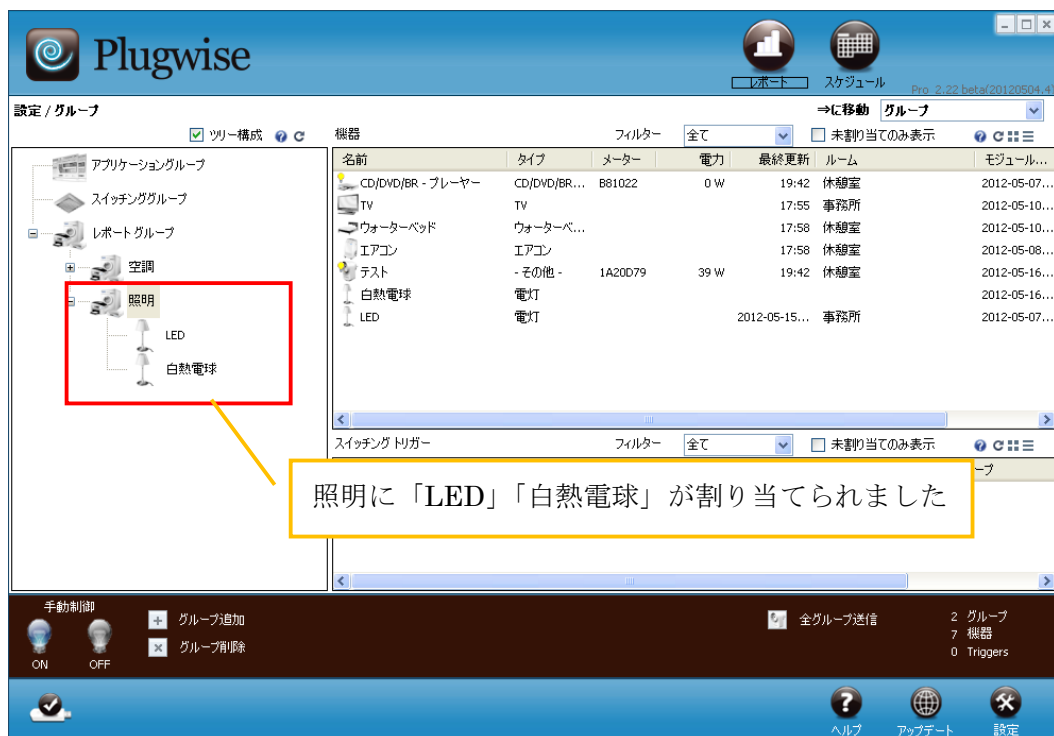 Plugwise
レポート
スケジュール
Pro 2.22 beta(20120504.4)
設定 / グループ
⇒に移動 グループ
ツリー構成
機器 フィルター 全て 未割り当てのみ表示
アプリケーショングループ
スイッチンググループ
レポートグループ
空調
照明
LED
白熱電球
名前 タイプ メーター 電力 最終更新 ルーム モジュール...
CD/DVD/BR - プレーヤー CD/DVD/BR... B81022 0 W 19:42 休憩室 2012-05-07...
TV TV 17:55 事務所 2012-05-10...
ウォーターベッド ウォーターベ... 17:58 休憩室 2012-05-10...
エアコン エアコン 17:58 休憩室 2012-05-08...
テスト - その他 - 1A20D79 39 W 19:42 休憩室 2012-05-16...
白熱電球 電灯 2012-05-16...
LED 電灯 2012-05-15... 事務所 2012-05-07...
スイッチング トリガー フィルター 全て 未割り当てのみ表示
ープ
照明に「LED」「白熱電球」が割り当てられました
手動制御
ON OFF
グループ追加
グループ削除
全グループ送信
2 グループ
7 機器
0 Triggers
ヘルプ
アップデート
設定